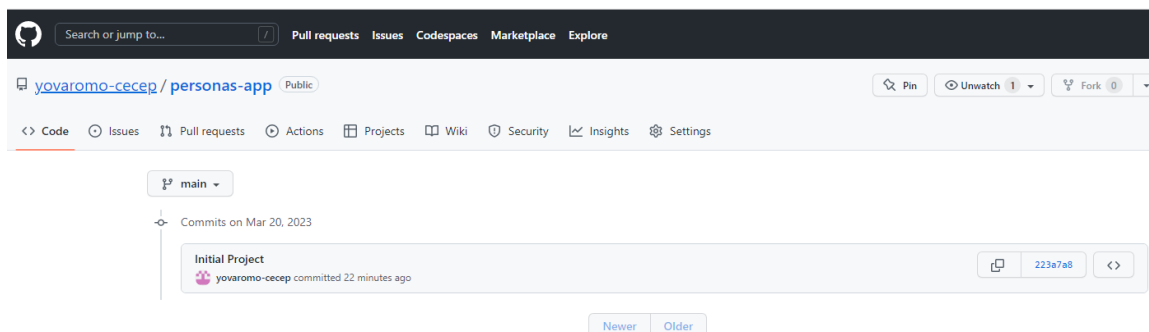 Search or jump to... / Pull requests Issues Codespaces Marketplace Explore
yovaromo-cecep / personas-app Public Pin Unwatch 1 Fork 0
<> Code Issues Pull requests Actions Projects Wiki Security Insights Settings
main
Commits on Mar 20, 2023
Initial Project
yovaromo-cecep committed 22 minutes ago 223a7a8 <>
Newer Older